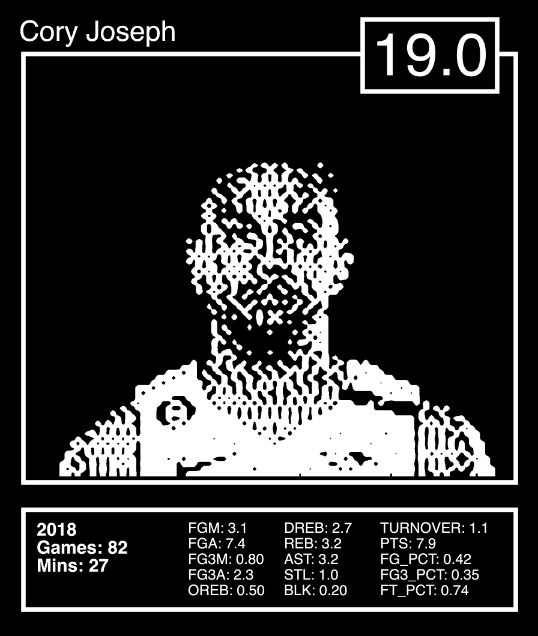 Cory Joseph
19.0
2018
Games: 82
Mins: 27
FGM: 3.1
FGA: 7.4
FG3M: 0.80
FG3A: 2.3
OREB: 0.50
DREB: 2.7
REB: 3.2
AST: 3.2
STL: 1.0
BLK: 0.20
TURNOVER: 1.1
PTS: 7.9
FG_PCT: 0.42
FG3_PCT: 0.35
FT_PCT: 0.74